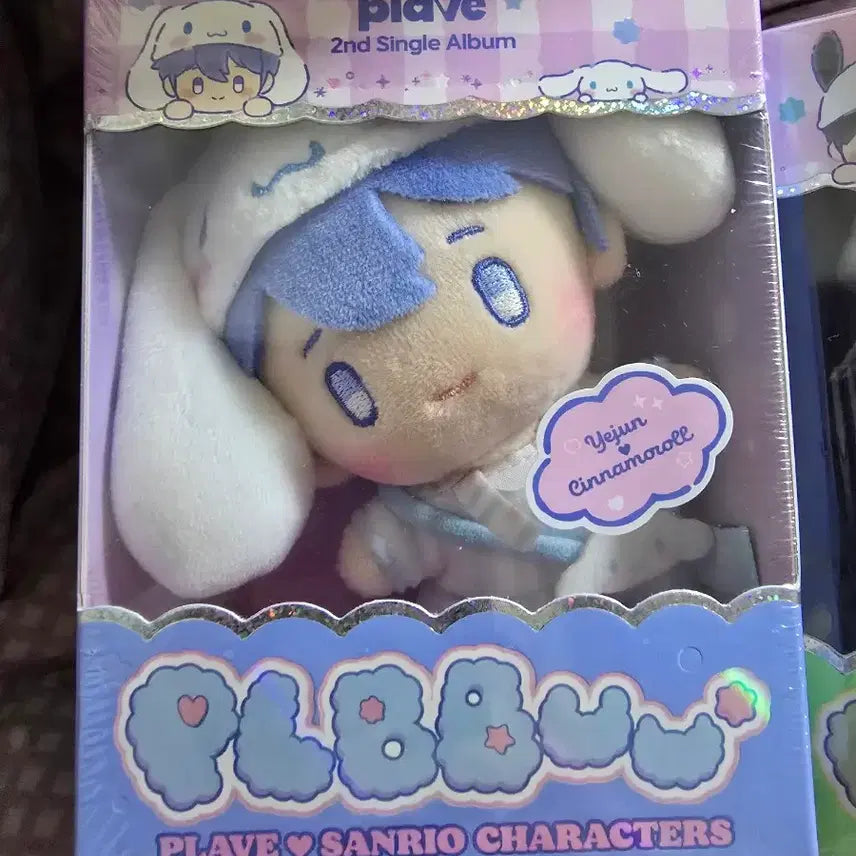 plave
2nd Single Album
Yejun
♥
Cinnamoroll
PLBBUU
PLAVE ♥ SANRIO CHARACTERS